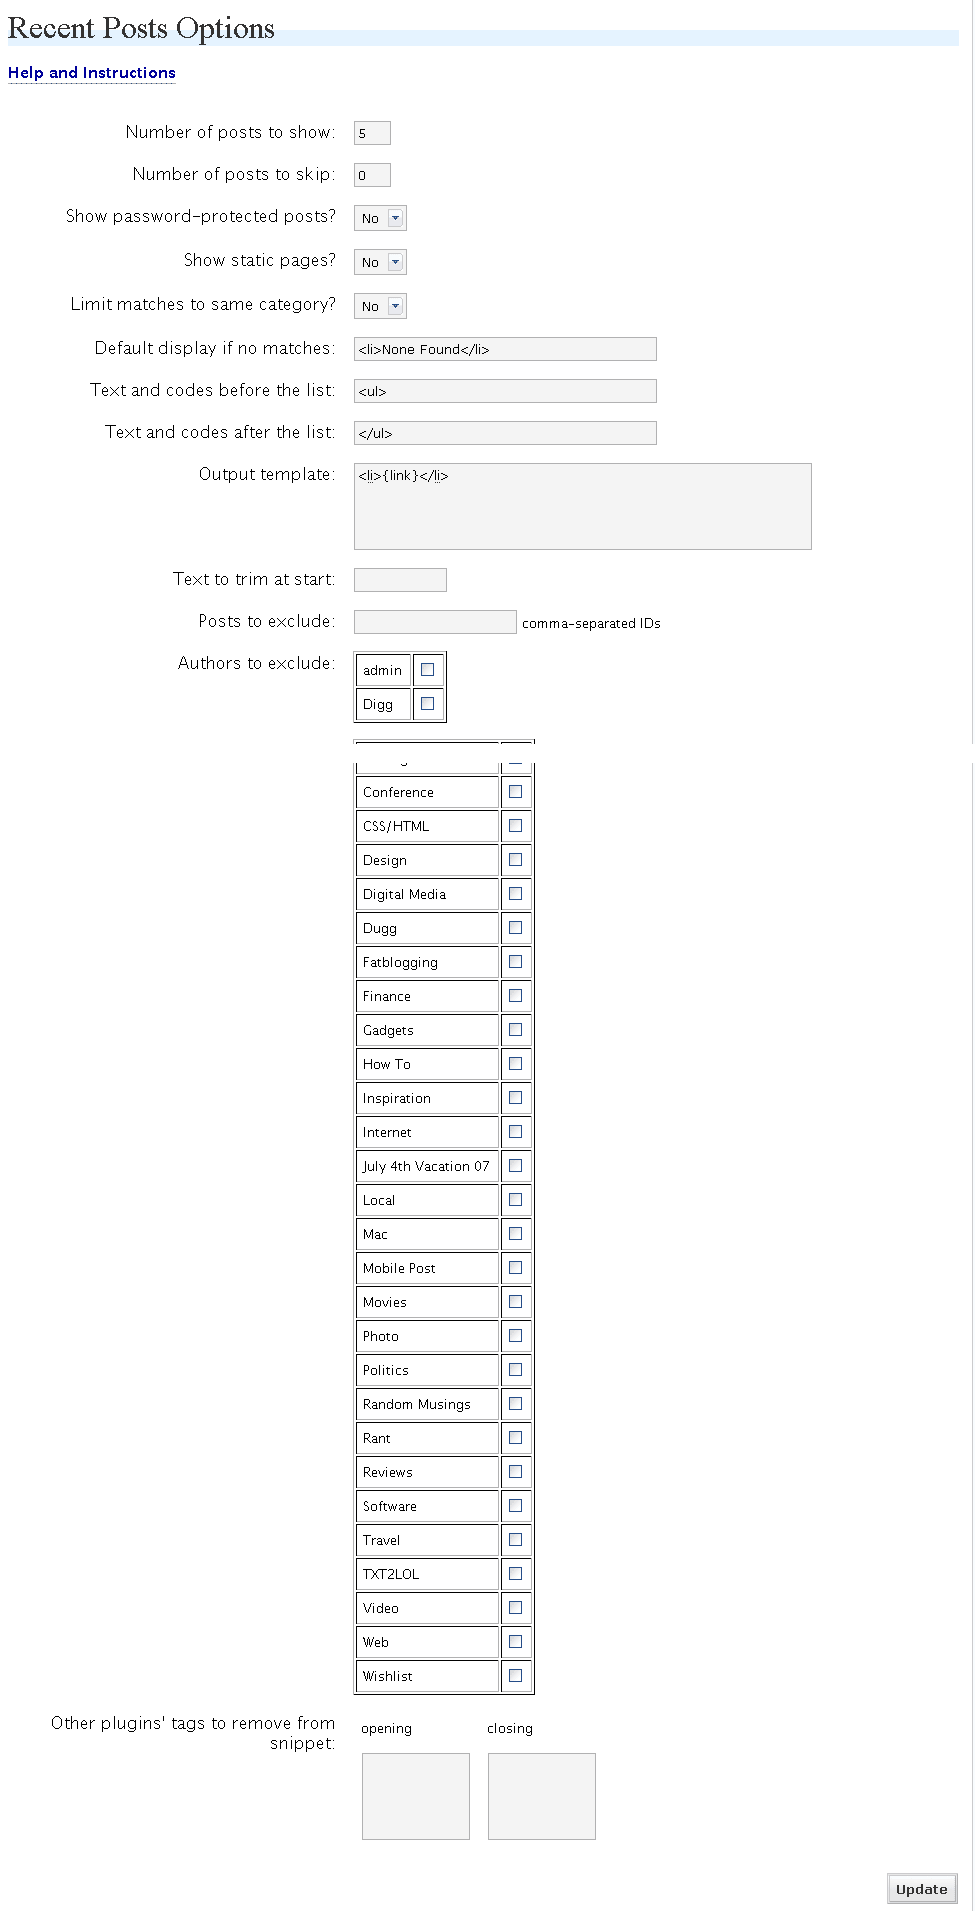 Recent Posts Options
Help and Instructions
Number of posts to show: 5
Number of posts to skip: 0
Show password-protected posts? No
Show static pages? No
Limit matches to same category? No
Default display if no matches: <li>None Found</li>
Text and codes before the list: <ul>
Text and codes after the list: </ul>
Output template: <li>{link}</li>
Text to trim at start:
Posts to exclude: comma-separated IDs
Authors to exclude: admin
Digg
Conference
CSS/HTML
Design
Digital Media
Dugg
Fatblogging
Finance
Gadgets
How To
Inspiration
Internet
July 4th Vacation 07
Local
Mac
Mobile Post
Movies
Photo
Politics
Random Musings
Rant
Reviews
Software
Travel
TXT2LOL
Video
Web
Wishlist
Other plugins' tags to remove from opening closing
snippet:
Update